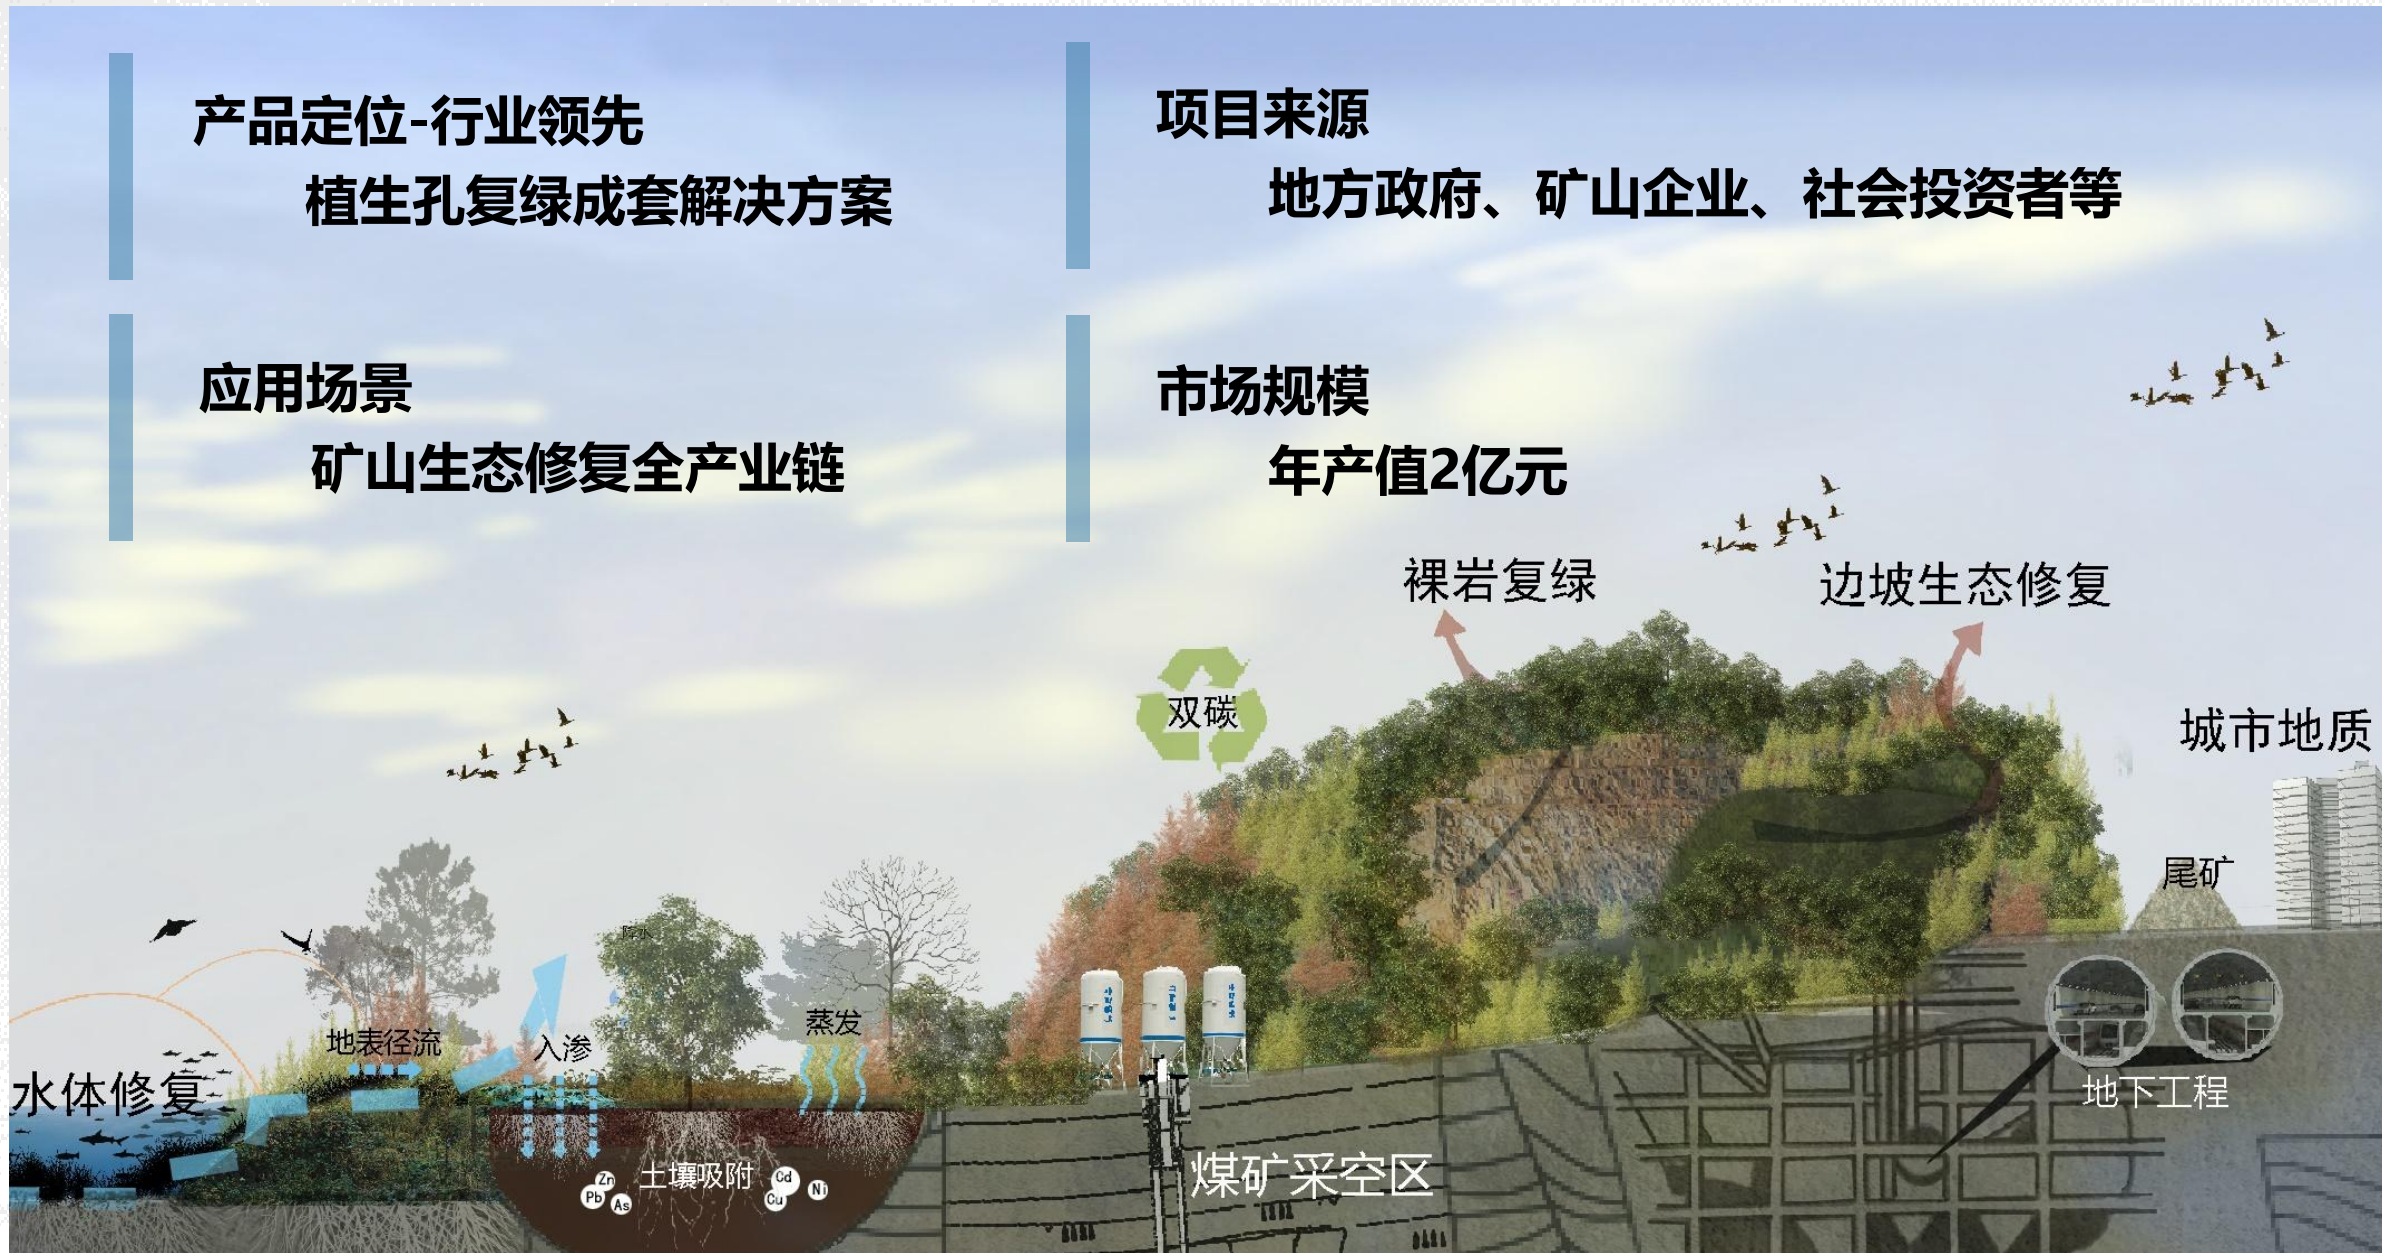 产品定位-行业领先
植生孔复绿成套解决方案
项目来源
地方政府、矿山企业、社会投资者等
应用场景
矿山生态修复全产业链
市场规模
年产值2亿元
裸岩复绿
边坡生态修复
双碳
城市地质
尾矿
降水
地表径流
入渗
蒸发
水体修复
地下工程
土壤吸附
Zn
Pb
As
Cd
Cu
Ni
煤矿采空区